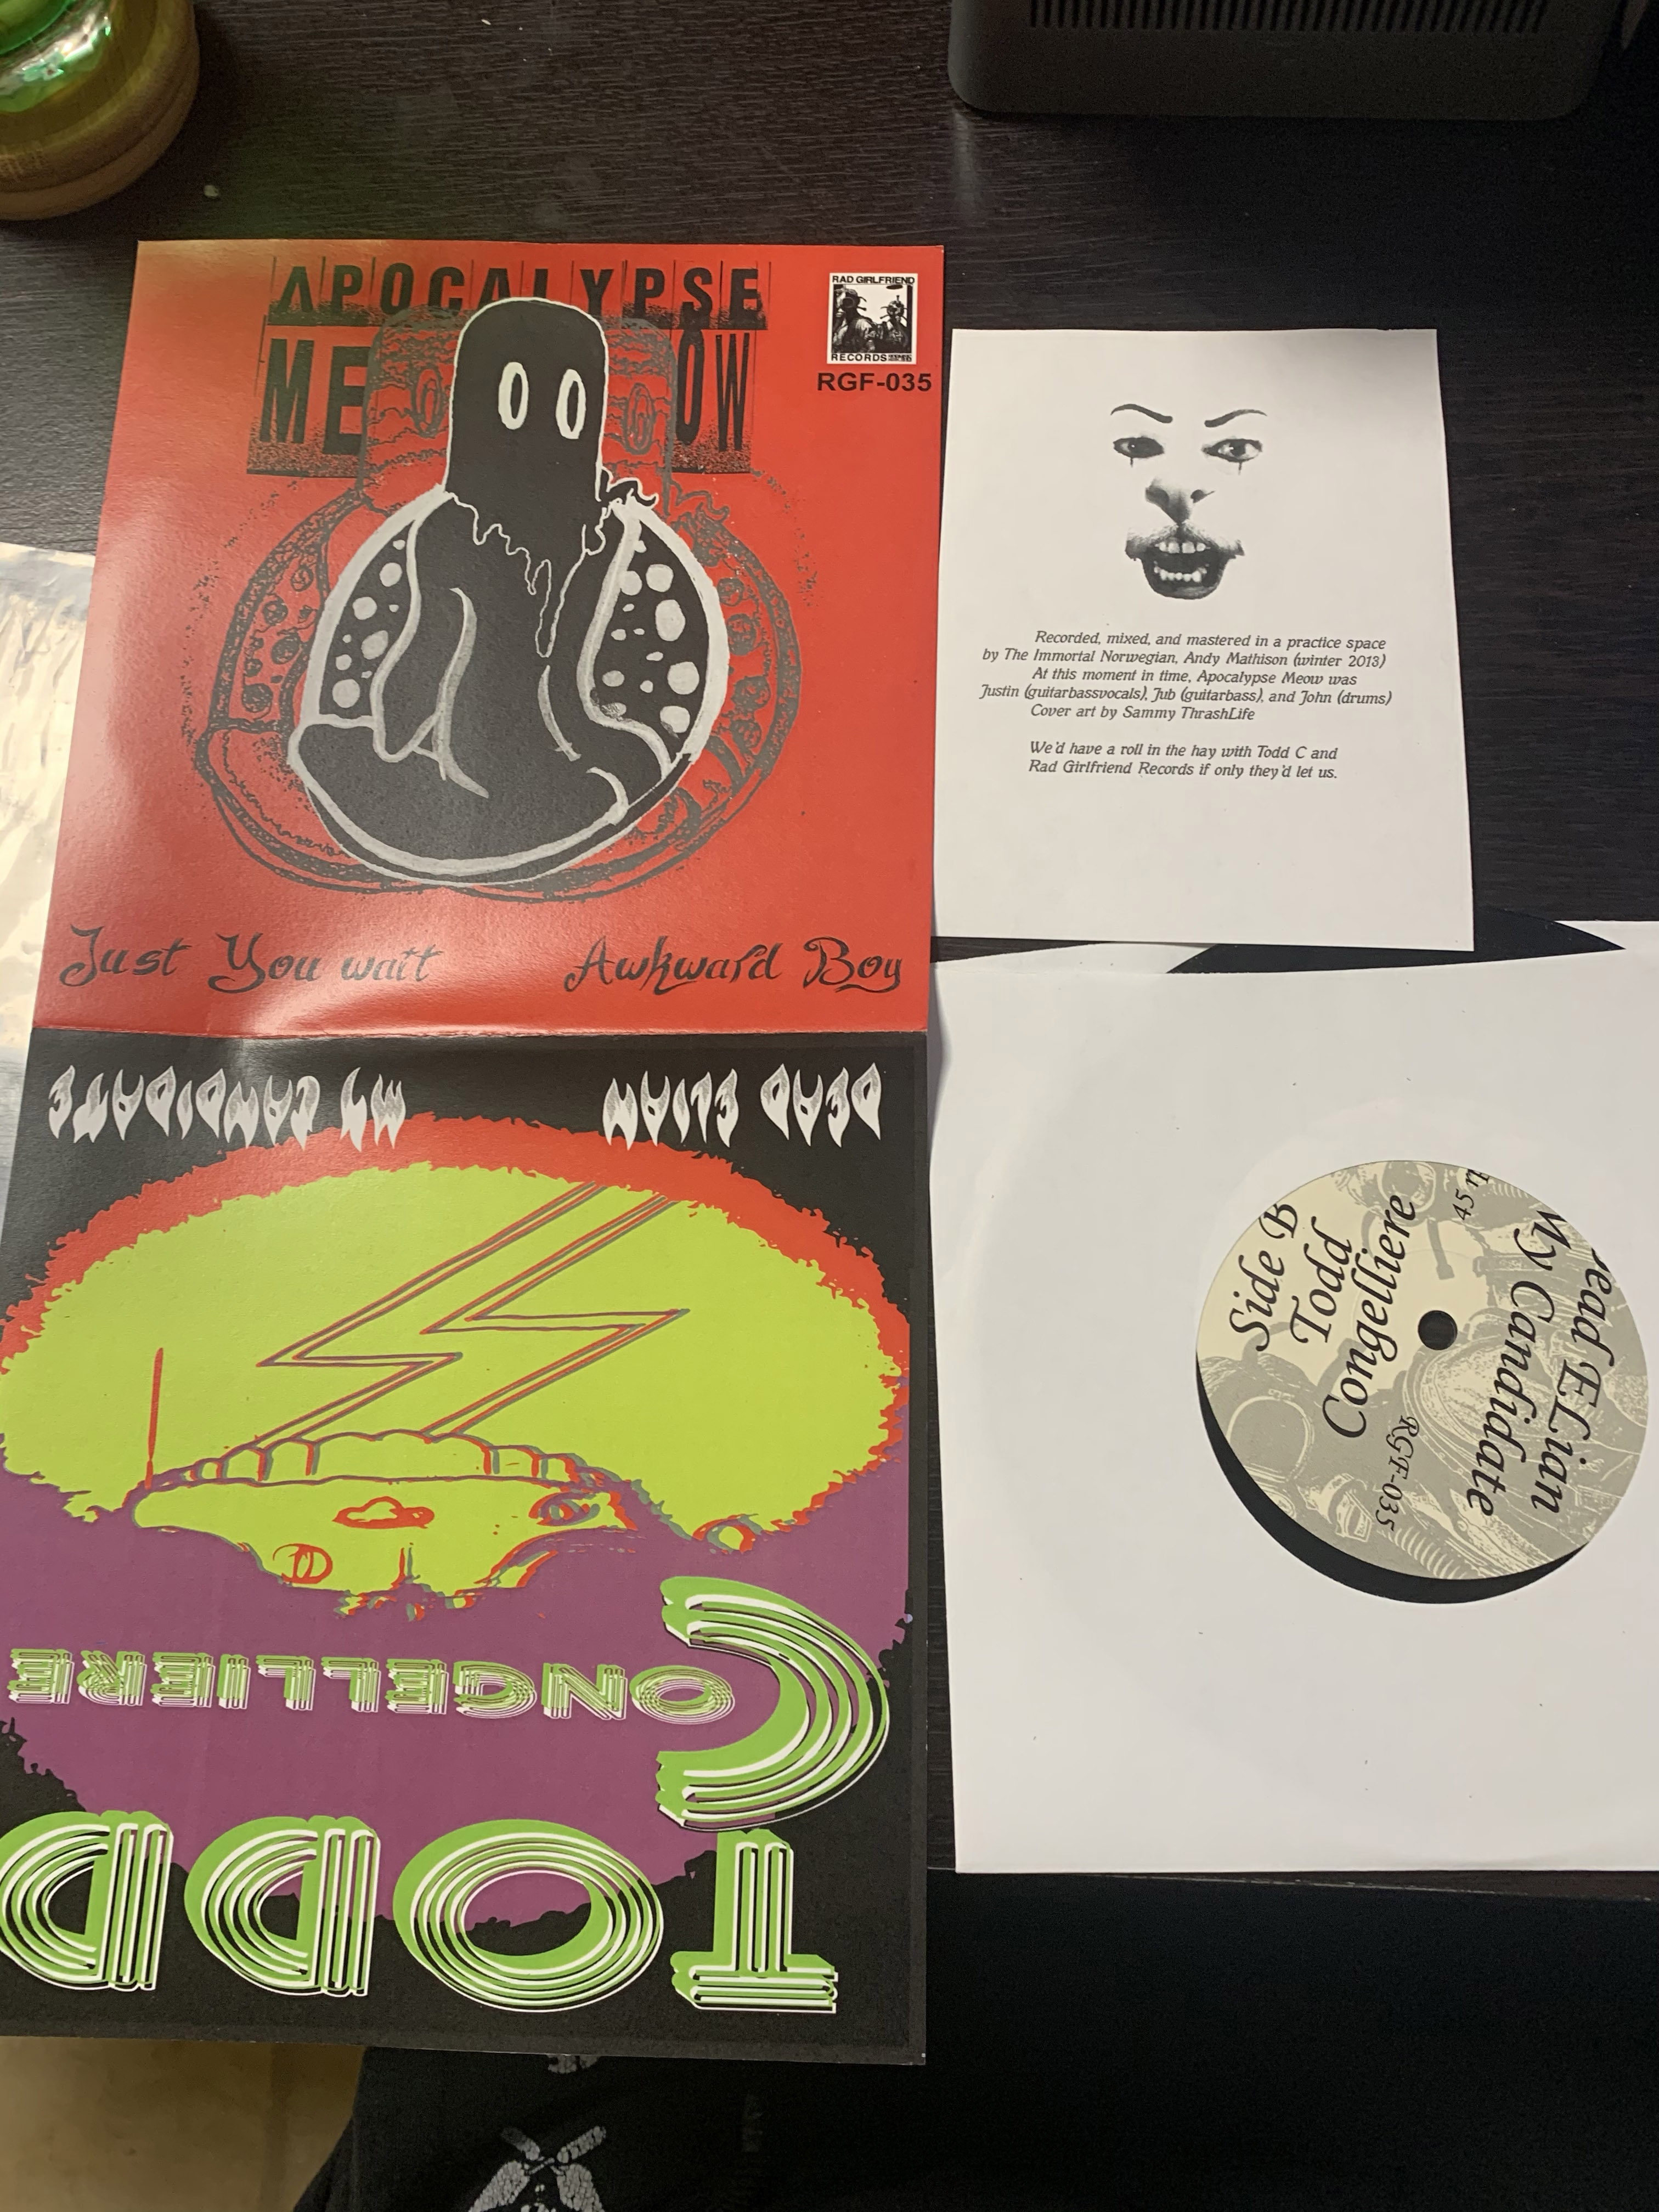 APOCALYPSE
MEOW
RAD GIRLFRIEND
RECORDS
RGF-035
Just You wait
Awkward Boy
Recorded, mixed, and mastered in a practice space
by The Immortal Norwegian, Andy Mathison (winter 2013)
At this moment in time, Apocalypse Meow was
Justin (guitarbassvocals), Jub (guitarbass), and John (drums)
Cover art by Sammy ThrashLife
We'd have a roll in the hay with Todd C and
Rad Girlfriend Records if only they'd let us.
TODD
CONGELLIERE
DEAD ELIAN
MY CANDIDATE
Side B
Todd
Congelliere
45
RGF-035
ead ELian
My Candidate